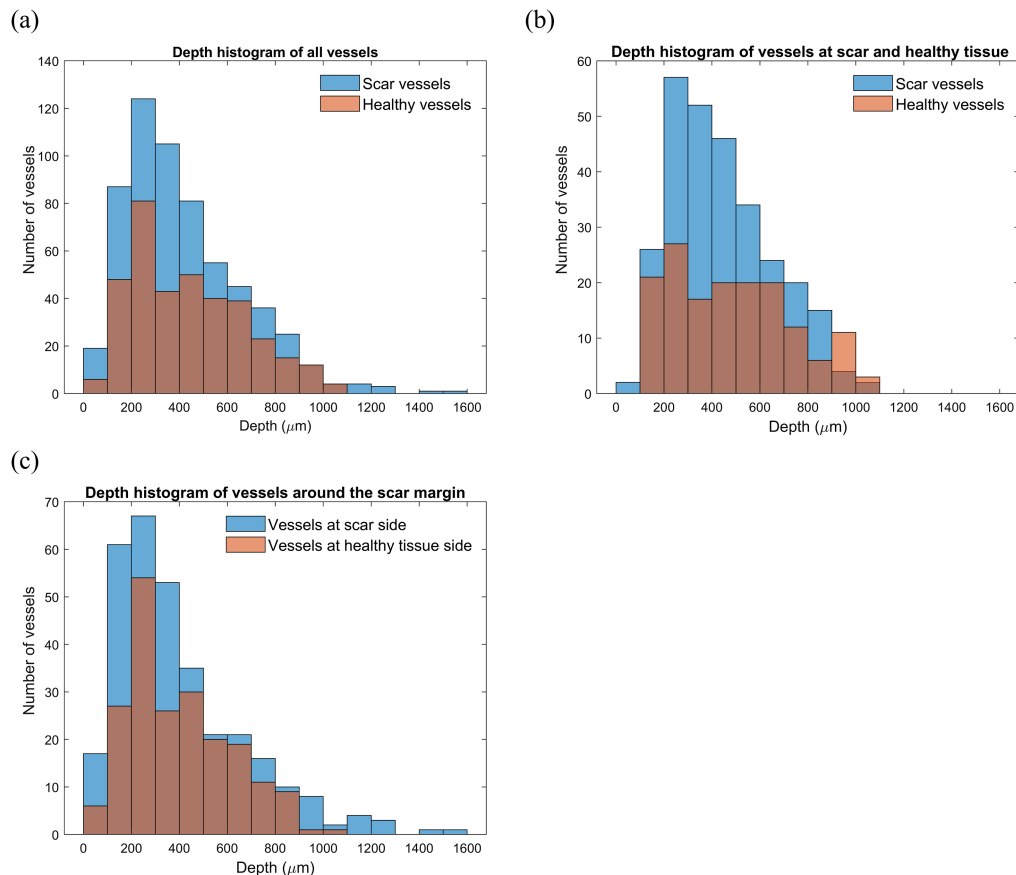 (a)
Depth histogram of all vessels
Scar vessels
Healthy vessels
140
120
100
80
60
40
20
0
Number of vessels
0 200 400 600 800 1000 1200 1400 1600
Depth (μm)
(b)
Depth histogram of vessels at scar and healthy tissue
Scar vessels
Healthy vessels
60
50
40
30
20
10
0
Number of vessels
0 200 400 600 800 1000 1200 1400 1600
Depth (μm)
(c)
Depth histogram of vessels around the scar margin
Vessels at scar side
Vessels at healthy tissue side
70
60
50
40
30
20
10
0
Number of vessels
0 200 400 600 800 1000 1200 1400 1600
Depth (μm)